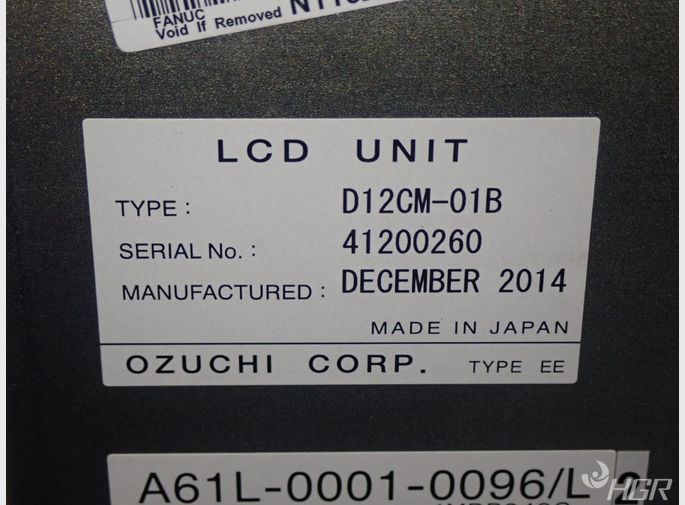 FANUC
Void If Removed
LCD UNIT
TYPE: D12CM-01B
SERIAL No.: 41200260
MANUFACTURED: DECEMBER 2014
MADE IN JAPAN
OZUCHI CORP. TYPE EE
A61L-0001-0096/L 2
HGR